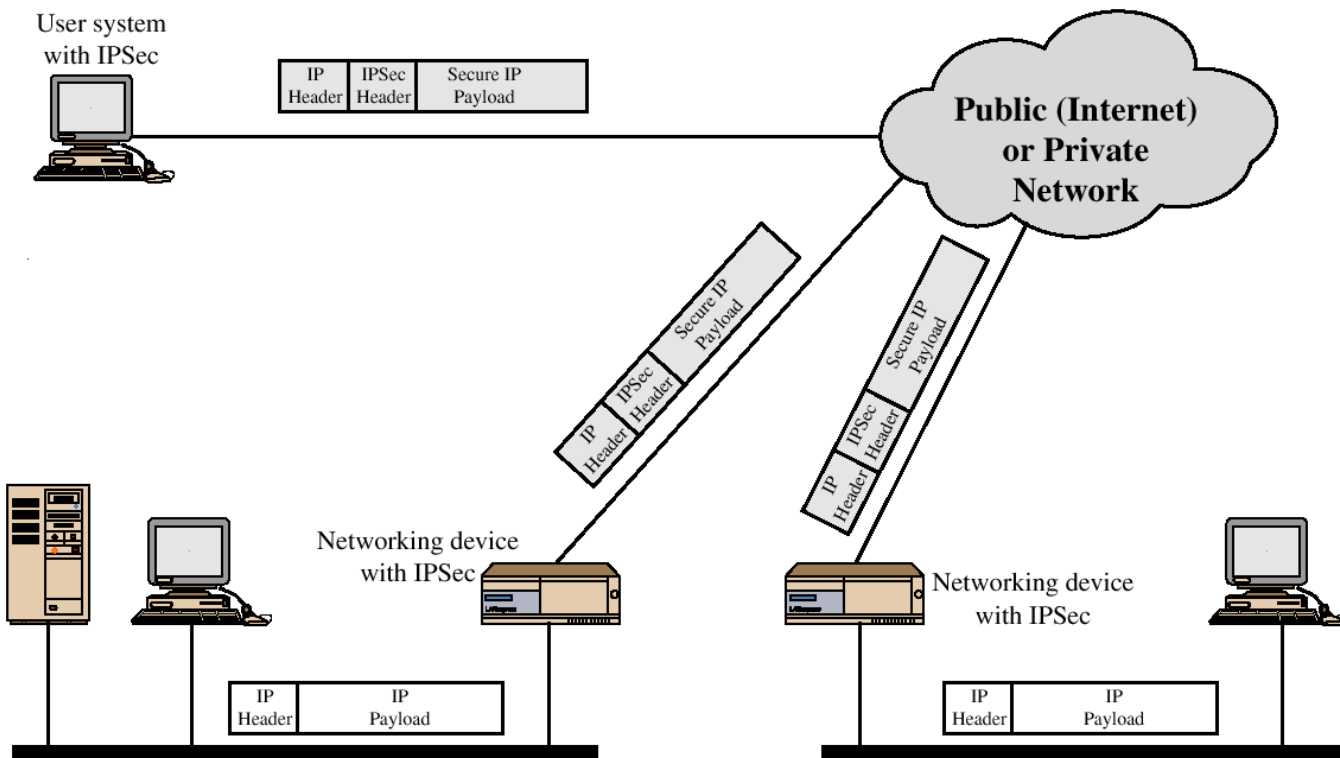 User system
with IPSec
IP
Header
IPSec
Header
Secure IP
Payload
Public (Internet)
or Private
Network
IP
Header
IPSec
Header
Secure IP
Payload
IP
Header
IPSec
Header
Secure IP
Payload
Networking device
with IPSec
Networking device
with IPSec
IP
Header
IP
Payload
IP
Header
IP
Payload